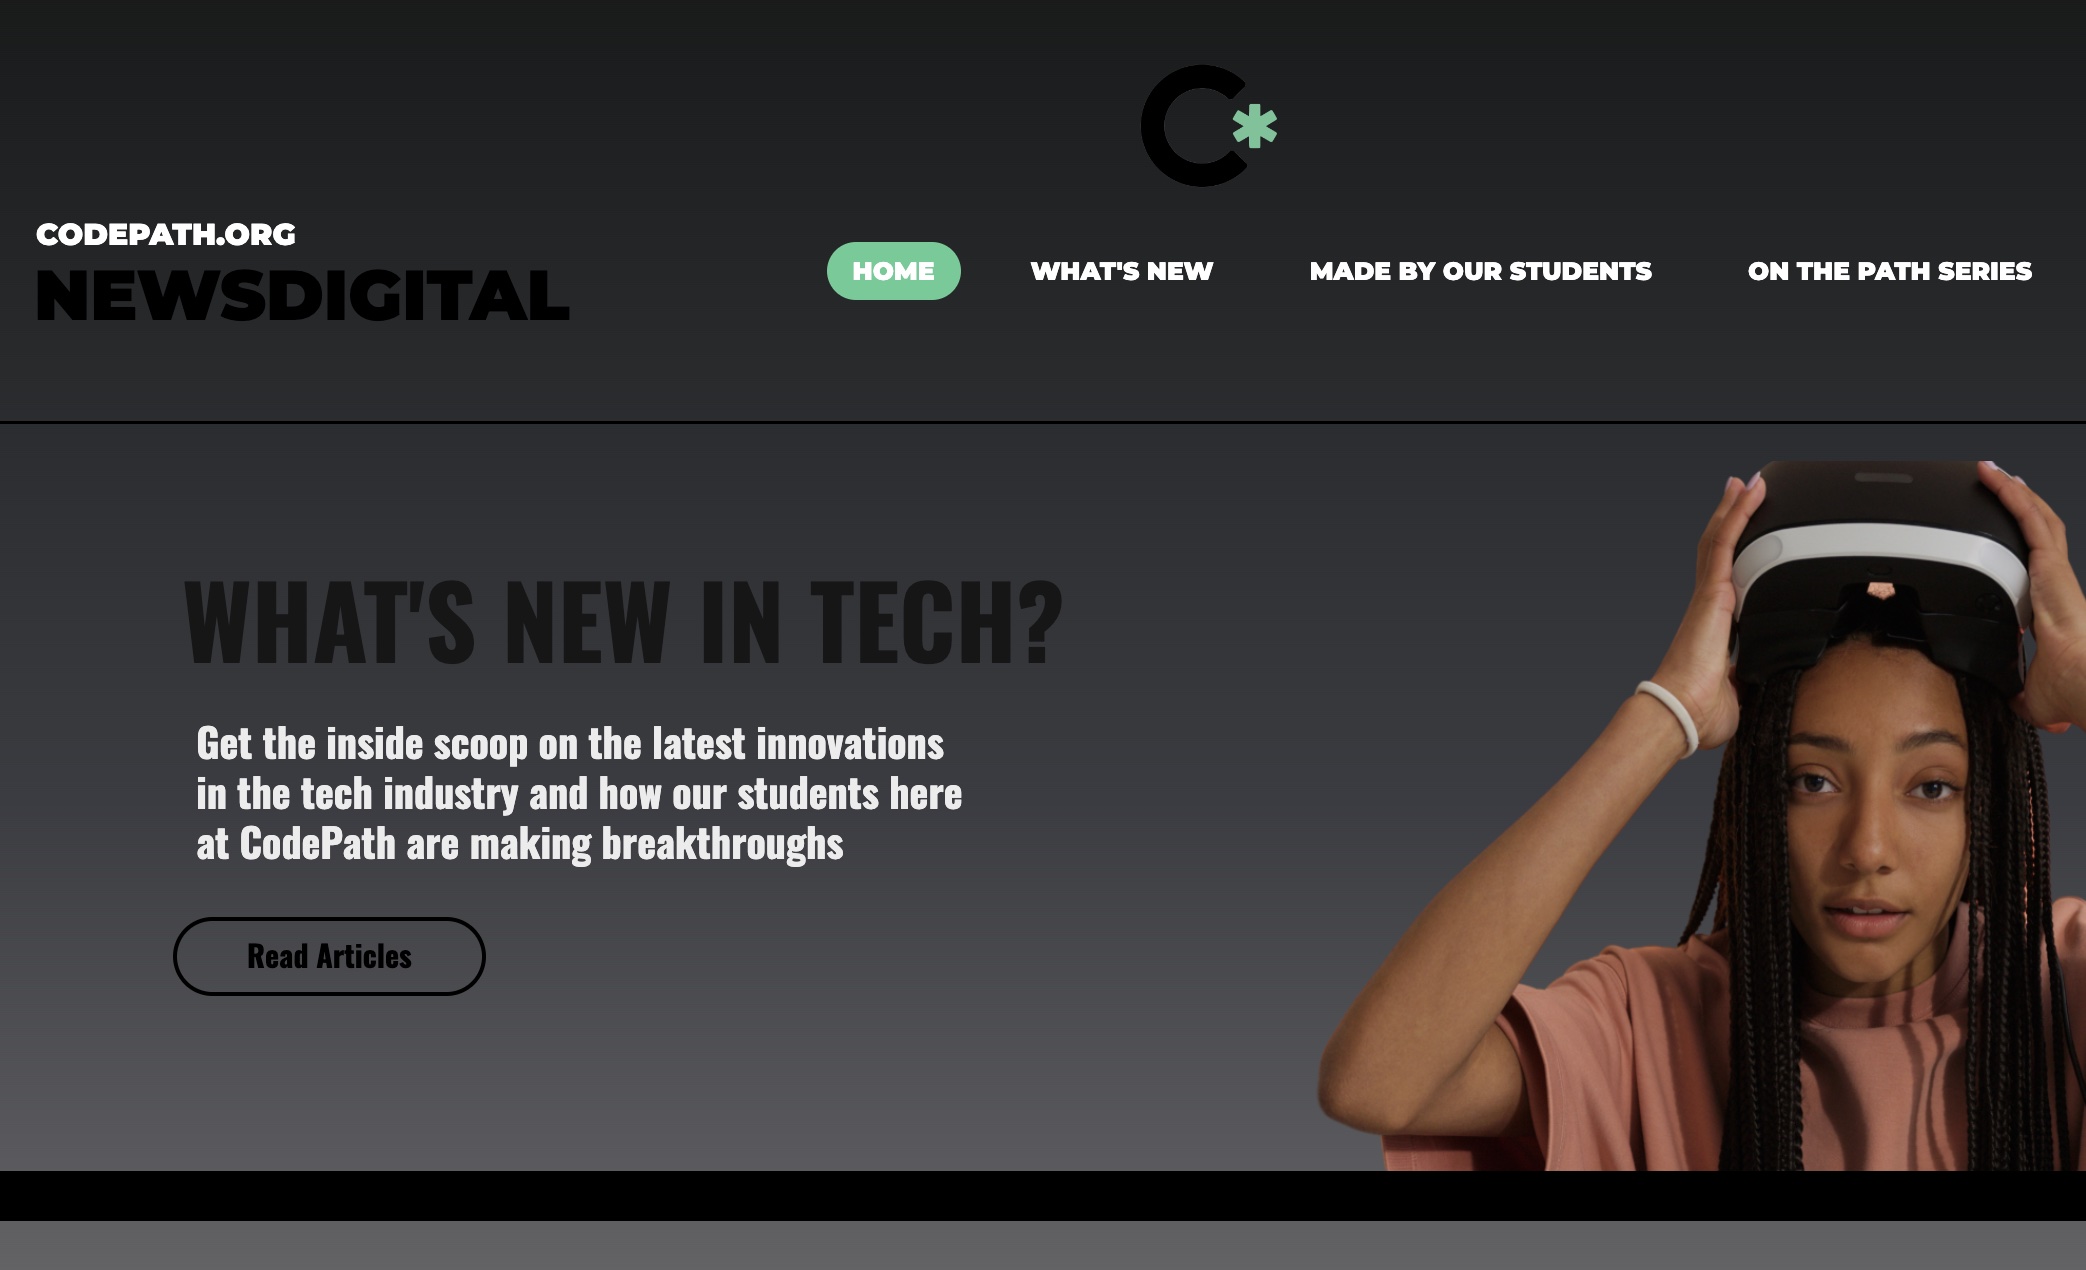 C*
CODEPATH.ORG
NEWSDIGITAL
HOME
WHAT'S NEW
MADE BY OUR STUDENTS
ON THE PATH SERIES
WHAT'S NEW IN TECH?
Get the inside scoop on the latest innovations
in the tech industry and how our students here
at CodePath are making breakthroughs
Read Articles